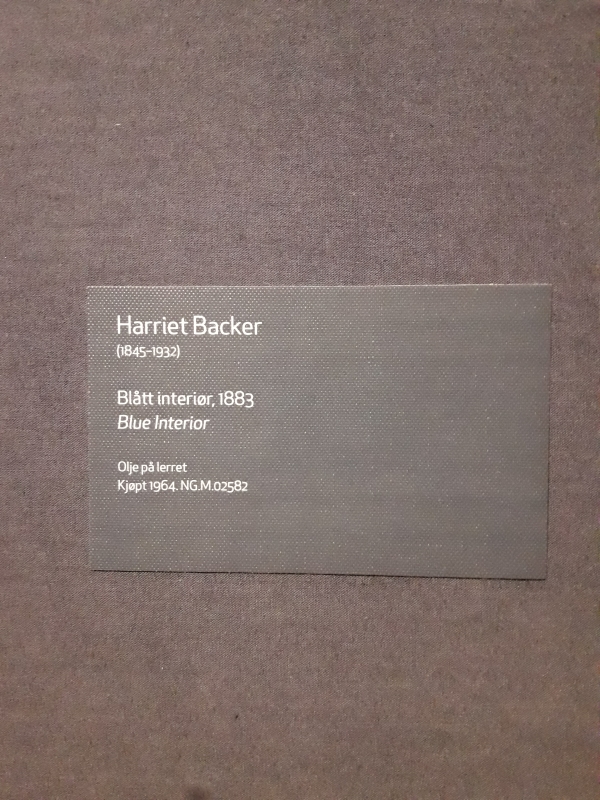 Harriet Backer
(1845–1932)
Blått interiør, 1883
Blue Interior
Olje på lerret
Kjøpt 1964. NG.M.02582